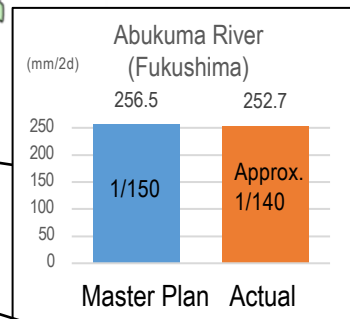 Abukuma River
(Fukushima)
(mm/2d)
256.5 252.7
250
200
150
100
50
0
1/150
Approx.
1/140
Master Plan Actual